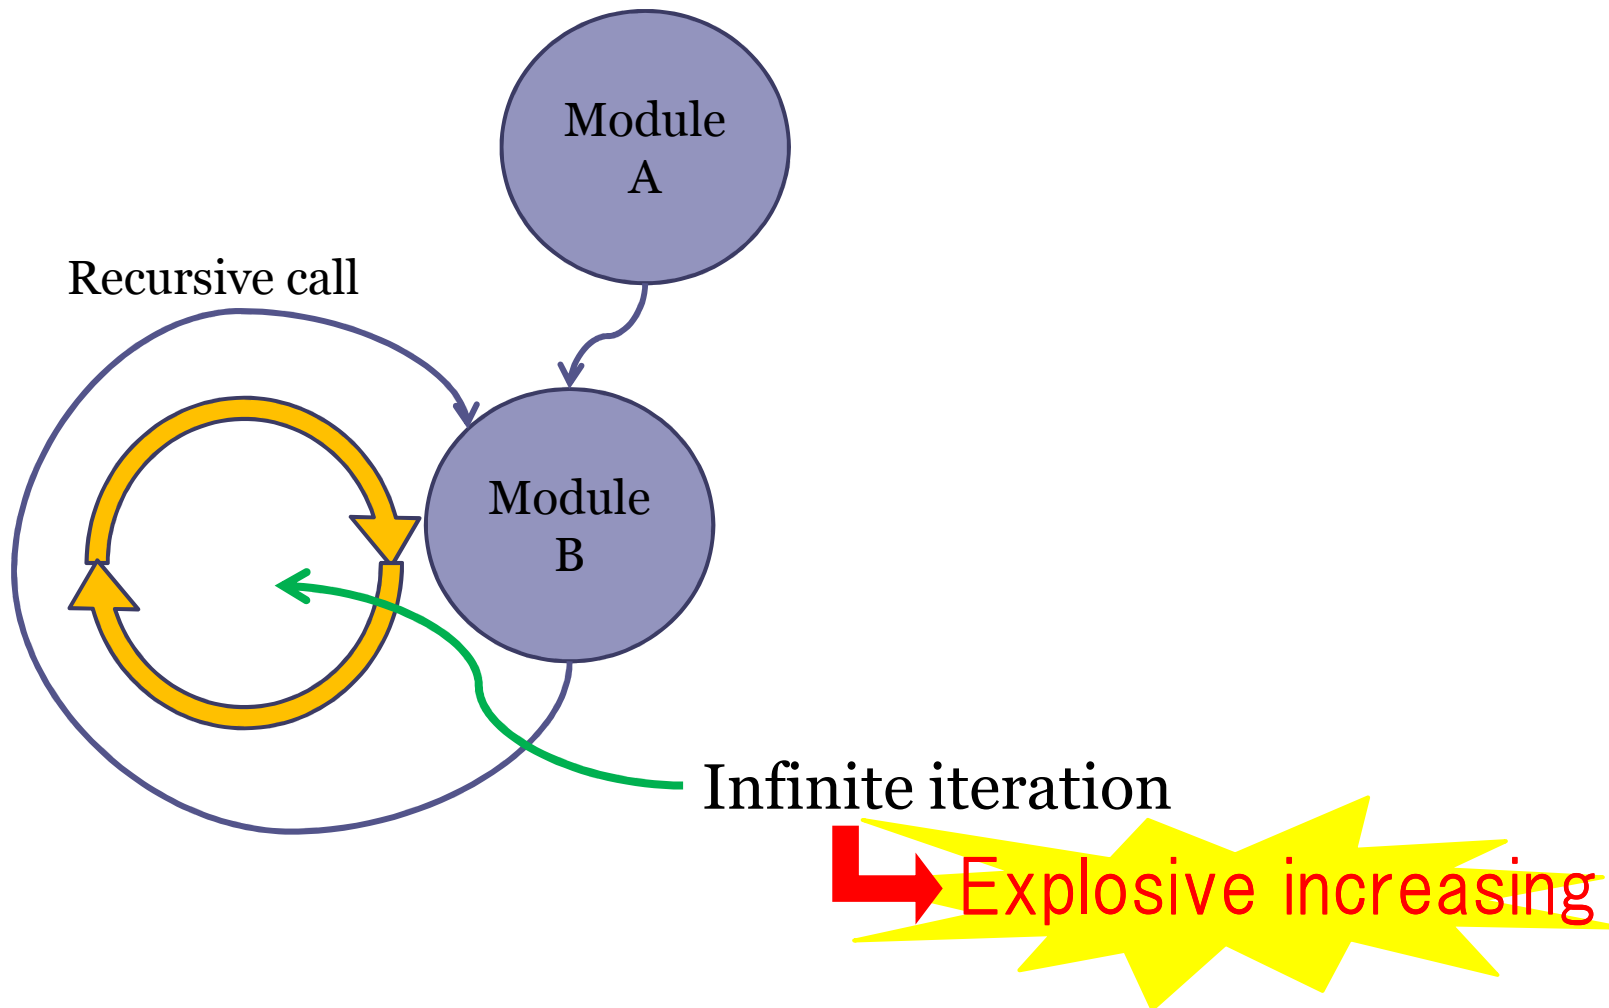 Module
A
Recursive call
Module
B
Infinite iteration
Explosive increasing